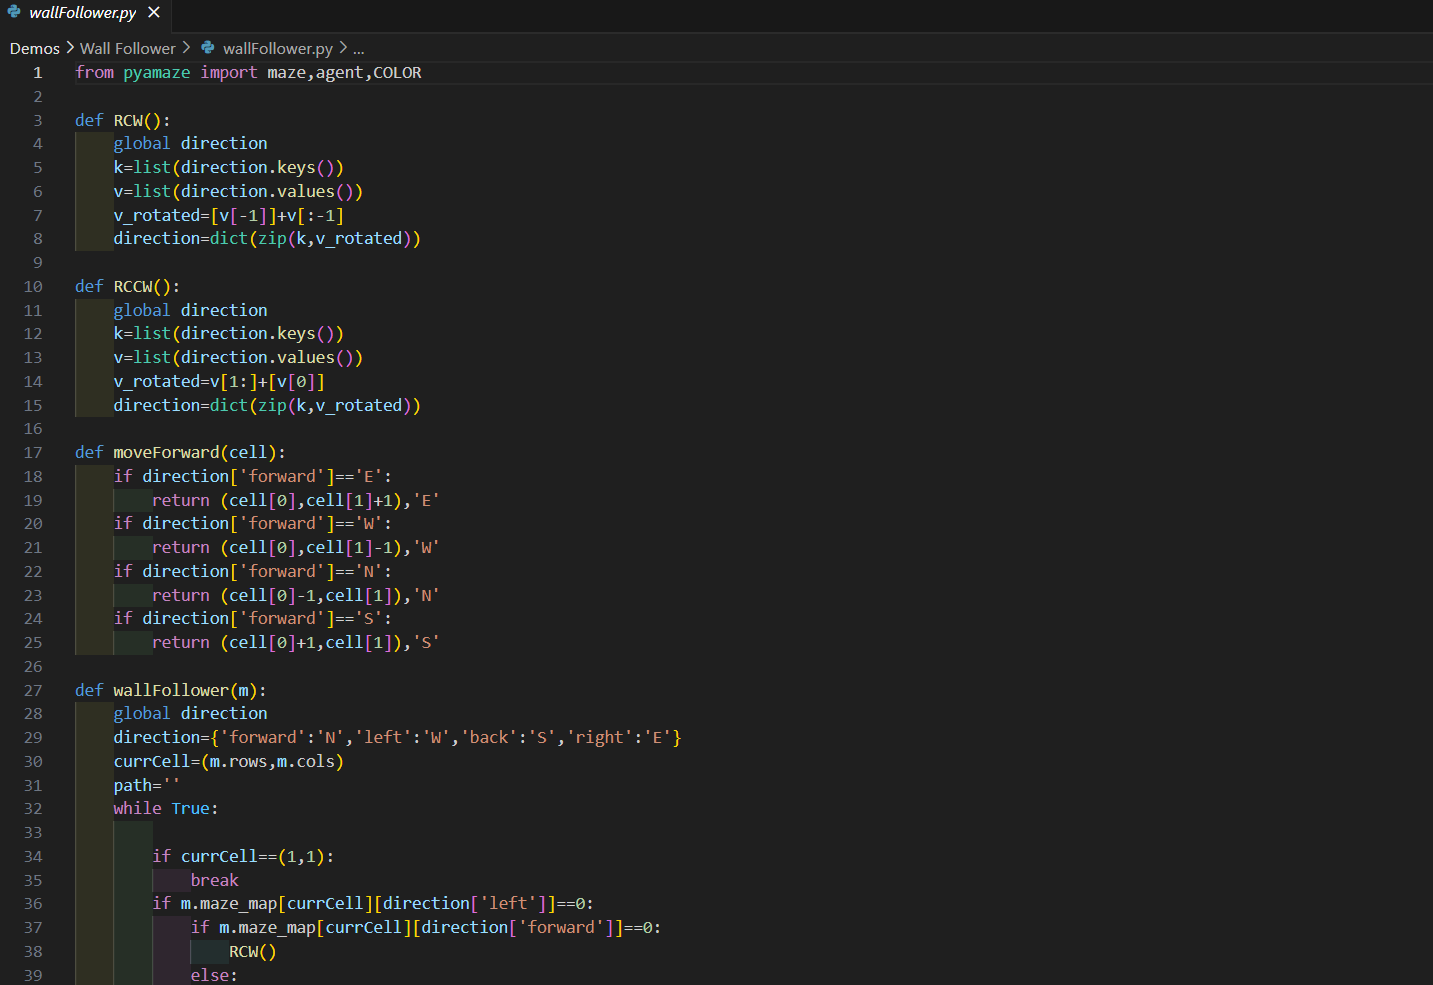 wallFollower.py ×
Demos > Wall Follower > wallFollower.py > ...
1 from pyamaze import maze,agent,COLOR
2
3 def RCW():
4     global direction
5     k=list(direction.keys())
6     v=list(direction.values())
7     v_rotated=[v[-1]]+v[:-1]
8     direction=dict(zip(k,v_rotated))
9
10 def RCCW():
11     global direction
12     k=list(direction.keys())
13     v=list(direction.values())
14     v_rotated=v[1:]+[v[0]]
15     direction=dict(zip(k,v_rotated))
16
17 def moveForward(cell):
18     if direction['forward']=='E':
19         return (cell[0],cell[1]+1),'E'
20     if direction['forward']=='W':
21         return (cell[0],cell[1]-1),'W'
22     if direction['forward']=='N':
23         return (cell[0]-1,cell[1]),'N'
24     if direction['forward']=='S':
25         return (cell[0]+1,cell[1]),'S'
26
27 def wallFollower(m):
28     global direction
29     direction={'forward':'N','left':'W','back':'S','right':'E'}
30     currCell=(m.rows,m.cols)
31     path=''
32     while True:
33
34         if currCell==(1,1):
35             break
36         if m.maze_map[currCell][direction['left']]==0:
37             if m.maze_map[currCell][direction['forward']]==0:
38                 RCW()
39             else: